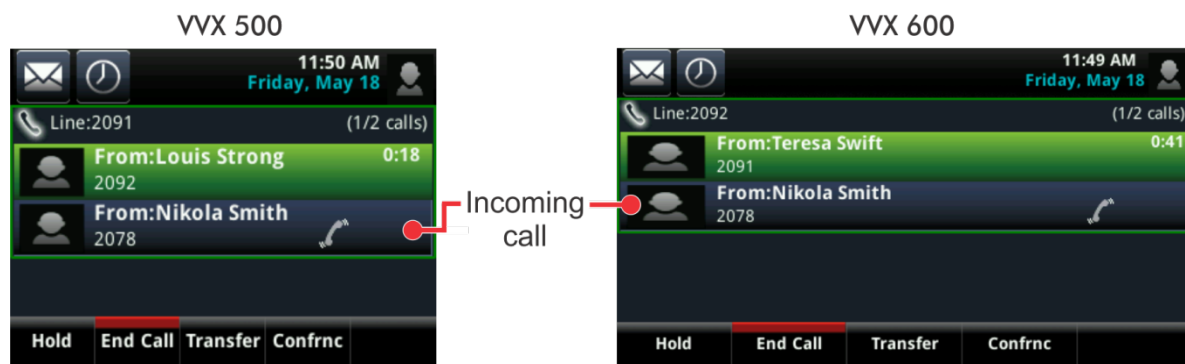 VVX 500
11:50 AM
Friday, May 18
Line:2091 (1/2 calls)
From:Louis Strong 0:18
2092
From:Nikola Smith
2078
Hold End Call Transfer Confrnc
Incoming
call
VVX 600
11:49 AM
Friday, May 18
Line:2092 (1/2 calls)
From:Teresa Swift 0:41
2091
From:Nikola Smith
2078
Hold End Call Transfer Confrnc